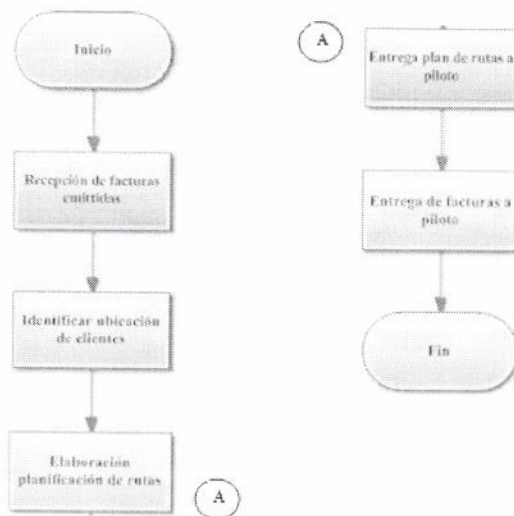 Inicio
Recepción de facturas
emittidas
Identificar ubicación
de clientes
Elaboración
planificación de rutas
A
A
Entrega plan de rutas a
piloto
Entrega de facturas a
piloto
Fin